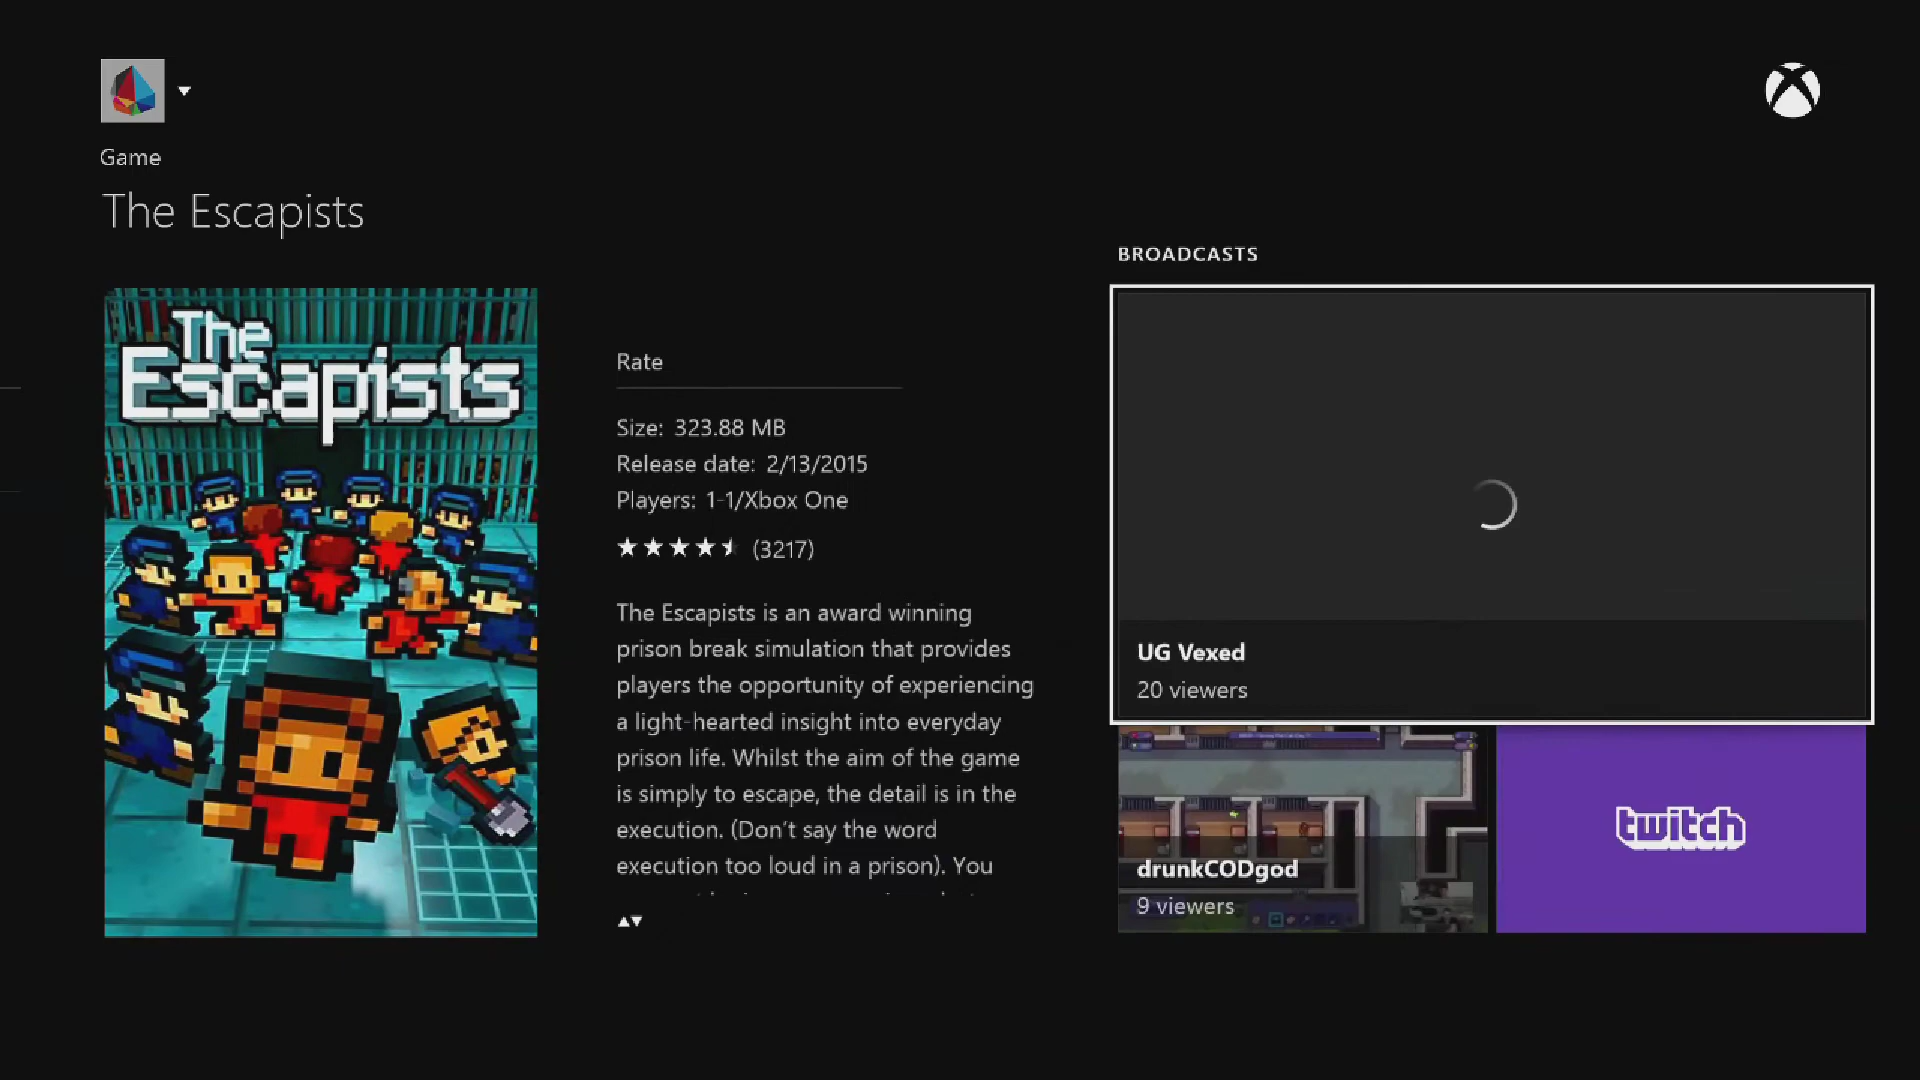 Game
The Escapists
The
Escapists
Rate
Size: 323.88 MB
Release date: 2/13/2015
Players: 1-1/Xbox One
(3217)
The Escapists is an award winning
prison break simulation that provides
players the opportunity of experiencing
a light-hearted insight into everyday
prison life. Whilst the aim of the game
is simply to escape, the detail is in the
execution. (Don't say the word
execution too loud in a prison). You
BROADCASTS
UG Vexed
20 viewers
drunkCODgod
9 viewers
twitch